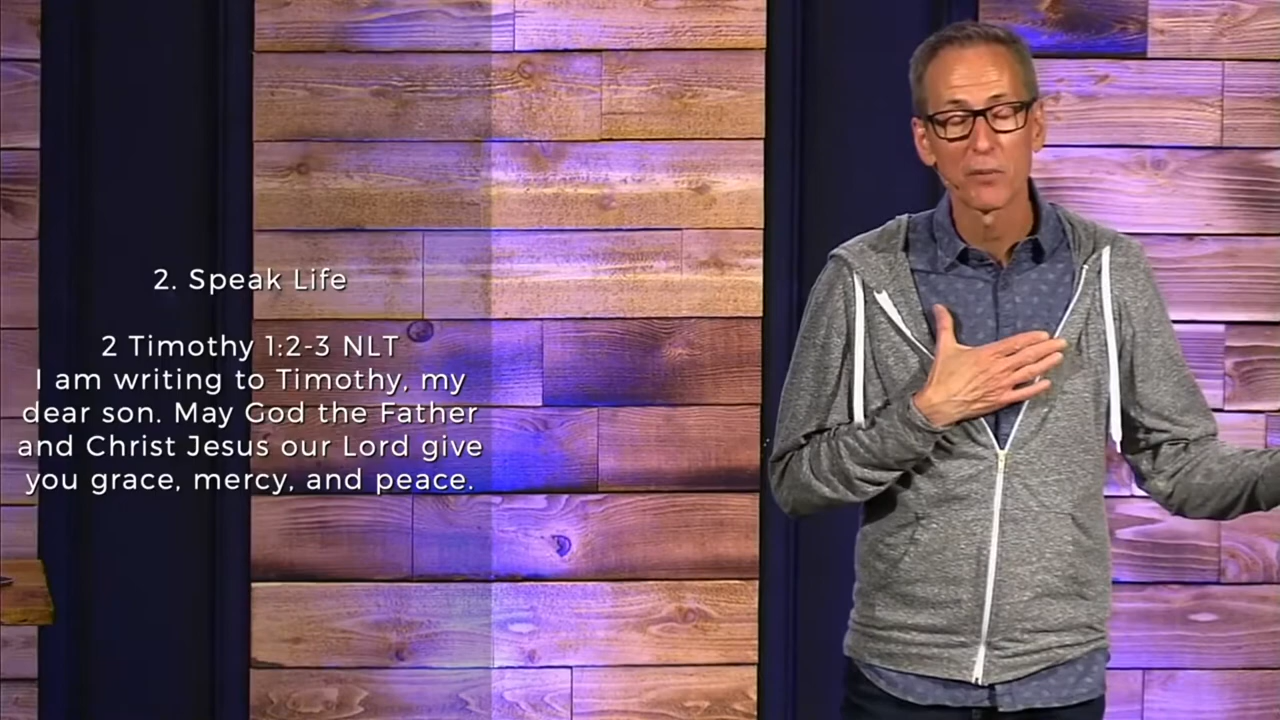 2. Speak Life
2 Timothy 1:2-3 NLT
I am writing to Timothy, my
dear son. May God the Father
and Christ Jesus our Lord give
you grace, mercy, and peace.